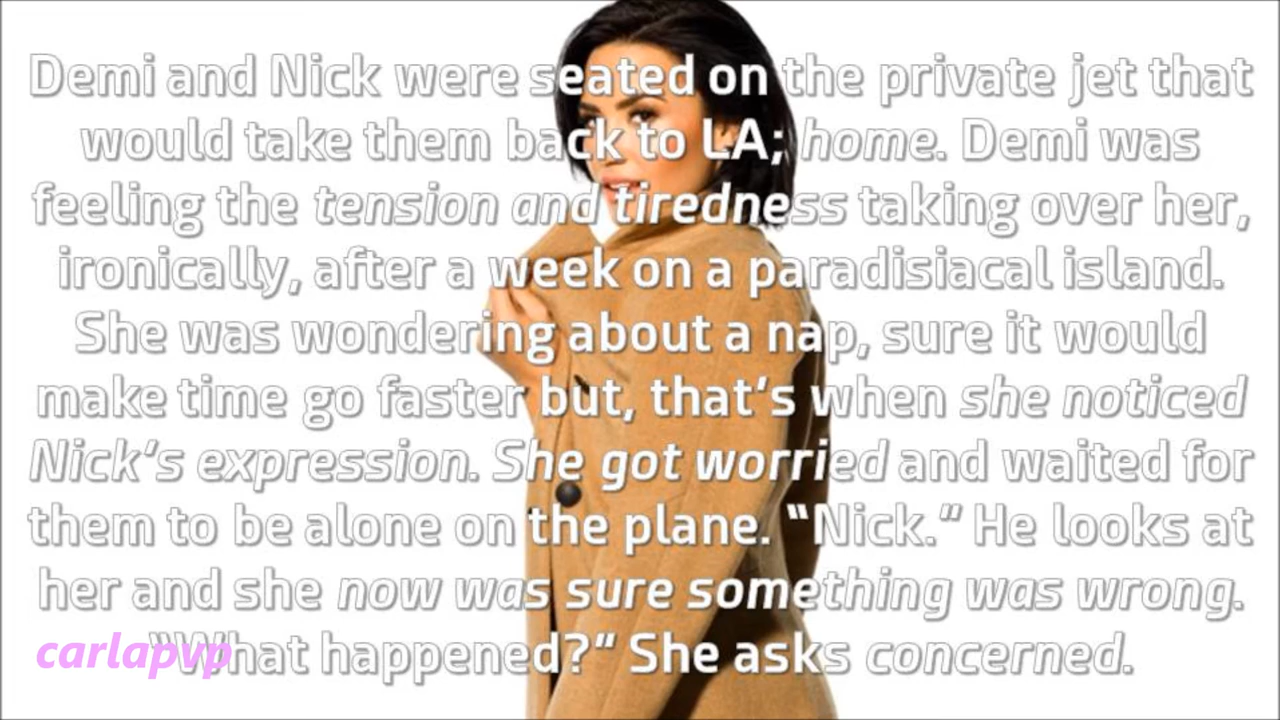 Demi and Nick were seated on the private jet that
would take them back to LA; home. Demi was
feeling the tension and tiredness taking over her,
ironically, after a week on a paradisiacal island.
She was wondering about a nap, sure it would
make time go faster but, that’s when she noticed
Nick’s expression. She got worried and waited for
them to be alone on the plane. “Nick.” He looks at
her and she now was sure something was wrong.
“What happened?” She asks concerned.
carlapvp